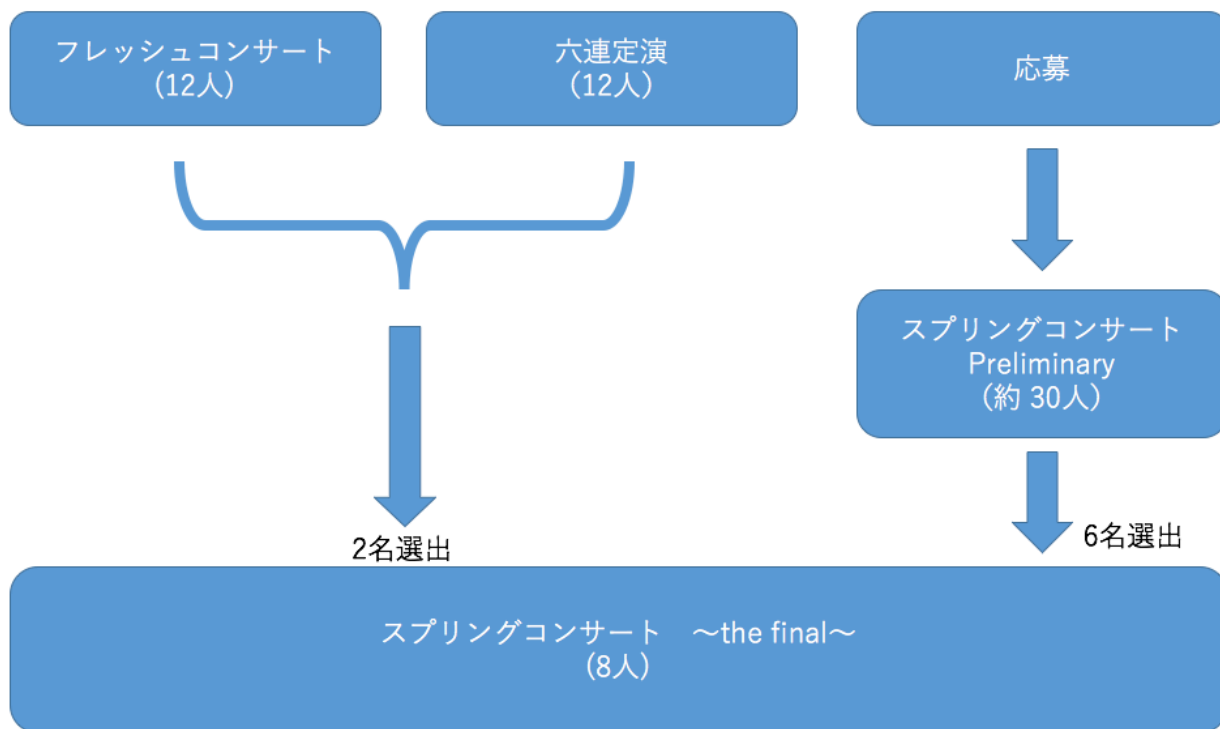 フレッシュコンサート
(12人)
六連定演
(12人)
応募
スプリングコンサート
Preliminary
(約 30人)
2名選出
6名選出
スプリングコンサート　～the final～
(8人)